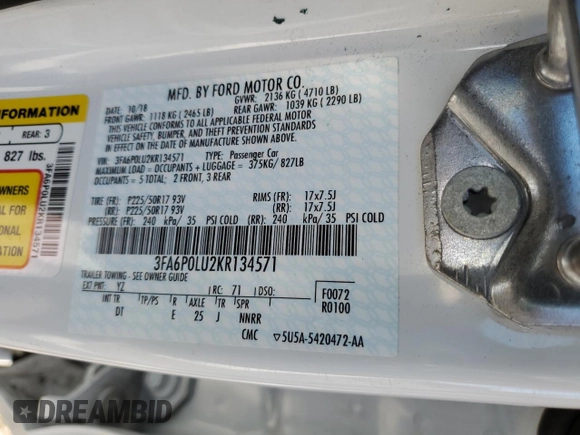 MFD. BY FORD MOTOR CO.
10/18
GVWR: 2136 KG ( 4710 LB)
FRONT GAWR: 1118 KG ( 2465 LB)
REAR GAWR: 1039 KG ( 2290 LB)
THIS VEHICLE CONFORMS TO ALL APPLICABLE FEDERAL MOTOR
VEHICLE SAFETY, BUMPER, AND THEFT PREVENTION STANDARDS
IN EFFECT ON THE DATE OF MANUFACTURE SHOWN ABOVE.
VIN: 3FA6P0LU2KR134571 TYPE: Passenger Car
MAXIMUM LOAD = OCCUPANTS + LUGGAGE = 375KG/ 827LB
OCCUPANTS = 5 TOTAL: 2 FRONT, 3 REAR
TIRE (FR): P225/50R17 93V RIMS (FR): 17x7.5J
(RR): P225/50R17 93V (RR): 17x7.5J
PRESSURE (FR): 240 kPa/ 35 PSI COLD (RR): 240 kPa/ 35 PSI COLD
3FA6P0LU2KR134571
TRAILER TOWING - SEE OWNER GUIDE
EXT PNT: YZ RC: 71 DSO: F0072
R0100
INT TR TP/PS R AXLE TR SPR
DT E 25 J NNRR
CMC 5U5A-5420472-AA
INFORMATION
REAR: 3
827 lbs.
OWNERS
AL FOR
IONAL
MATION
3FA6P0LU2KR134571
DREAMBID